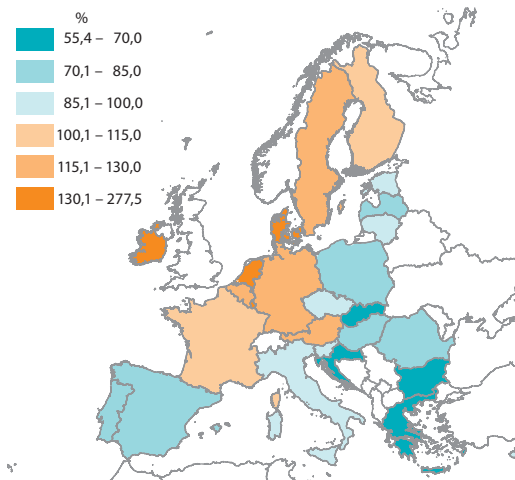 %
55,4 – 70,0
70,1 – 85,0
85,1 – 100,0
100,1 – 115,0
115,1 – 130,0
130,1 – 277,5